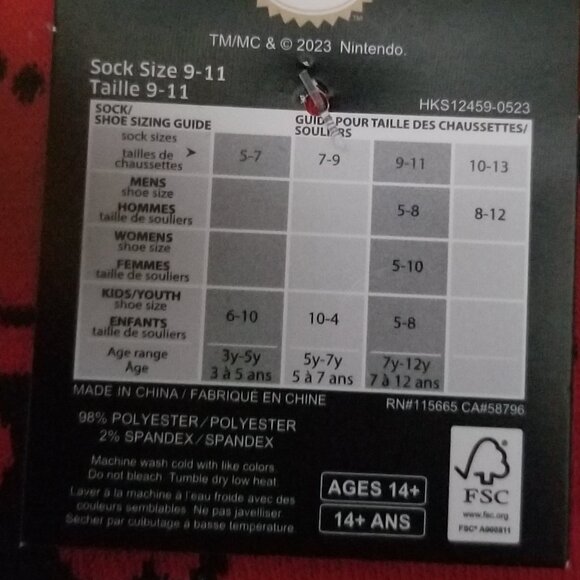 ™
TM/MC & © 2023 Nintendo.
Sock Size 9-11
Taille 9-11
HKS12459-0523
SOCK/
SHOE SIZING GUIDE
GUIDE POUR TAILLE DES CHAUSSETTES/
SOULIERS
sock sizes
tailles de
chaussettes
➤ 5-7 7-9 9-11 10-13
MENS
shoe size
HOMMES
taille de souliers
5-8 8-12
WOMENS
shoe size
FEMMES
taille de souliers
5-10
KIDS/YOUTH
shoe size
ENFANTS
taille de souliers
6-10 10-4 5-8
Age range
Âge
3y-5y 5y-7y 7y-12y
3 à 5 ans 5 à 7 ans 7 à 12 ans
MADE IN CHINA / FABRIQUÉ EN CHINE
RN#115665 CA#58796
98% POLYESTER/POLYESTER
2% SPANDEX/SPANDEX
Machine wash cold with like colors.
Do not bleach. Tumble dry low heat.
Laver à la machine à l'eau froide avec des
couleurs semblables. Ne pas javelliser.
Sécher par culbutage à basse température.
AGES 14+
14+ ANS
FSC
www.fsc.org
FSC® A000811